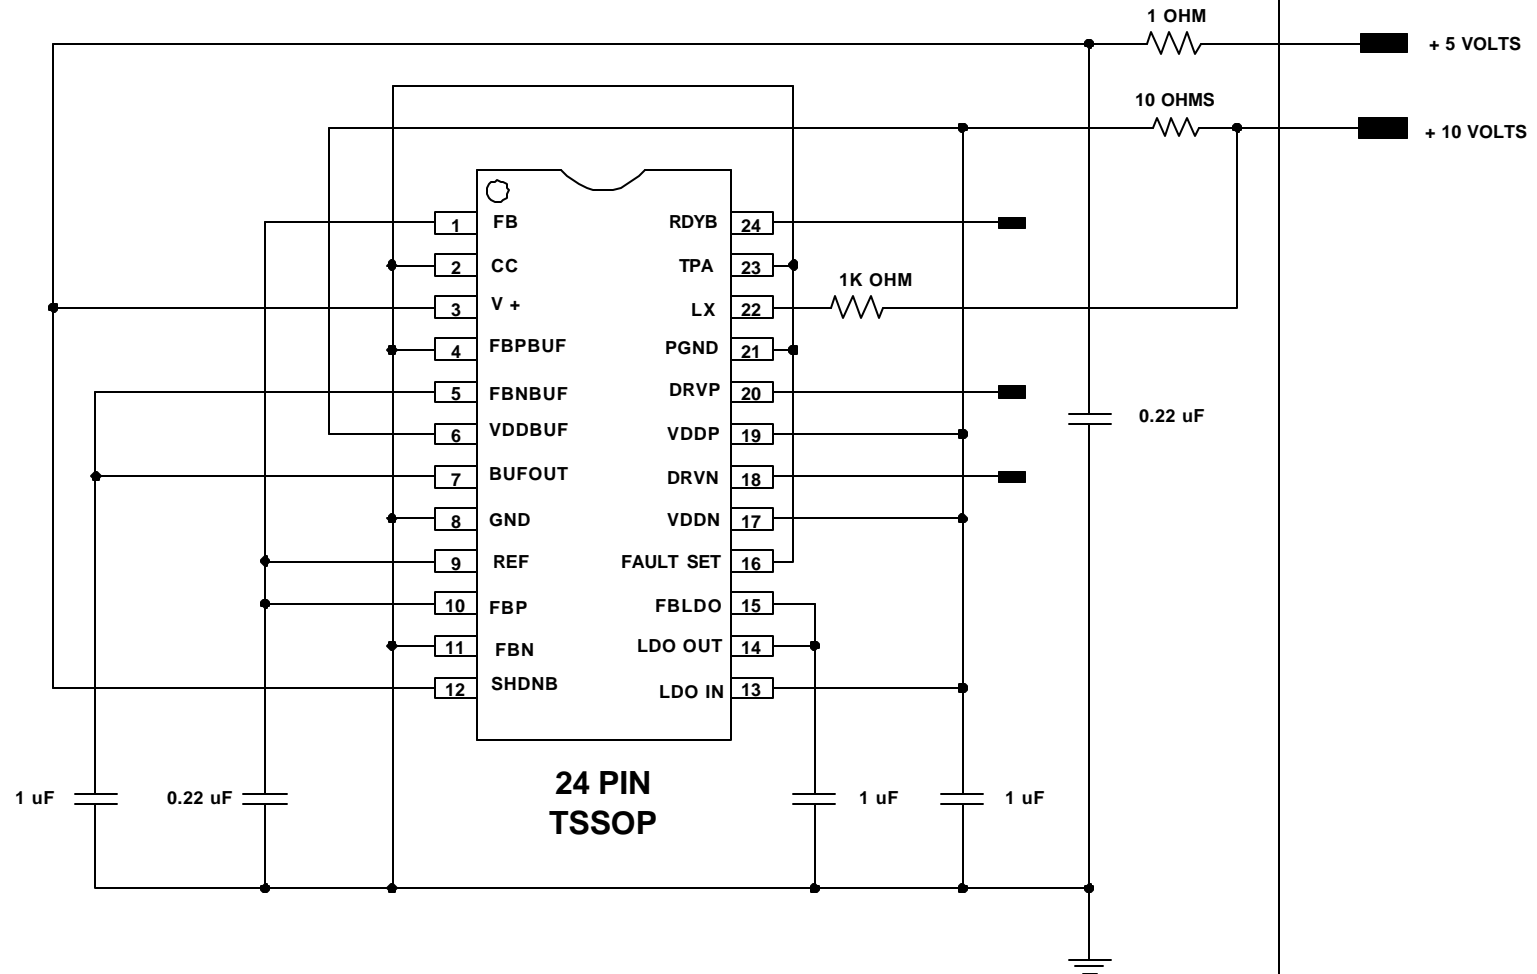 1 OHM
+ 5 VOLTS
10 OHMS
+ 10 VOLTS
1 FB
RDYB 24
2 CC
TPA 23
1K OHM
3 V +
LX 22
4 FBPBUF
PGND 21
5 FBNBUF
DRVP 20
0.22 uF
6 VDDBUF
VDDP 19
7 BUFOUT
DRVN 18
8 GND
VDDN 17
9 REF
FAULT SET 16
10 FBP
FBLDO 15
11 FBN
LDO OUT 14
12 SHDNB
LDO IN 13
24 PIN
TSSOP
1 uF
0.22 uF
1 uF
1 uF